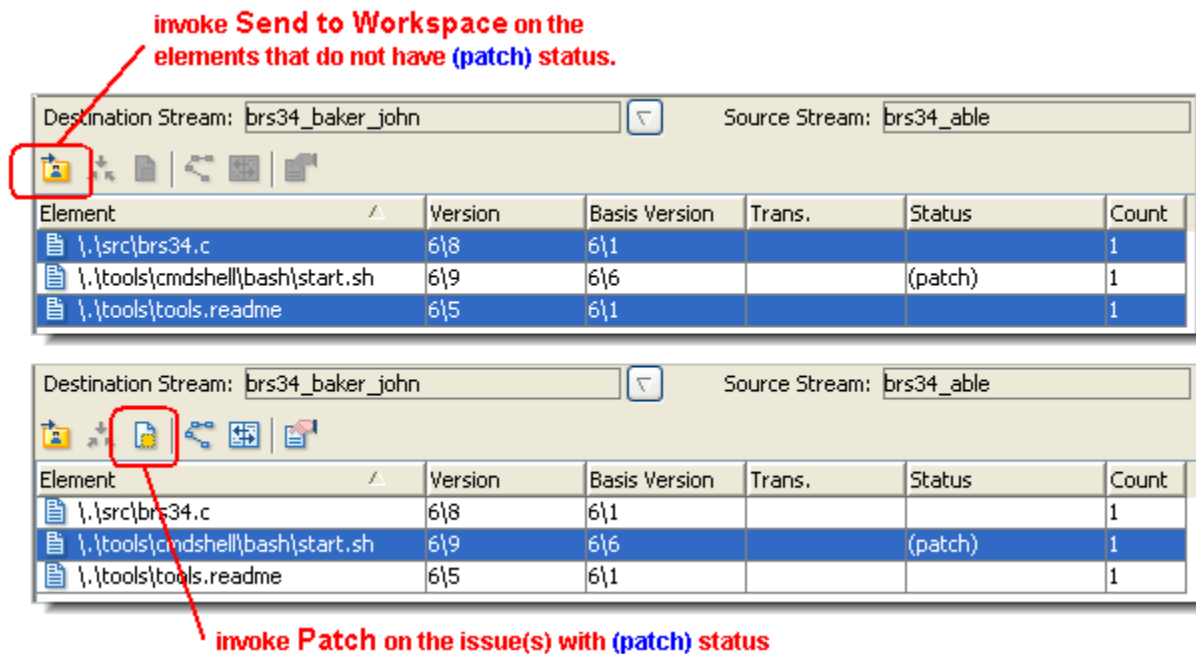 invoke Send to Workspace on the
elements that do not have (patch) status.
Destination Stream: brs34_baker_john Source Stream: brs34_able
Element Version Basis Version Trans. Status Count
\.\src\brs34.c 6\8 6\1 1
\.\tools\cmdshell\bash\start.sh 6\9 6\6 (patch) 1
\.\tools\tools.readme 6\5 6\1 1
Destination Stream: brs34_baker_john Source Stream: brs34_able
Element Version Basis Version Trans. Status Count
\.\src\brs34.c 6\8 6\1 1
\.\tools\cmdshell\bash\start.sh 6\9 6\6 (patch) 1
\.\tools\tools.readme 6\5 6\1 1
invoke Patch on the issue(s) with (patch) status